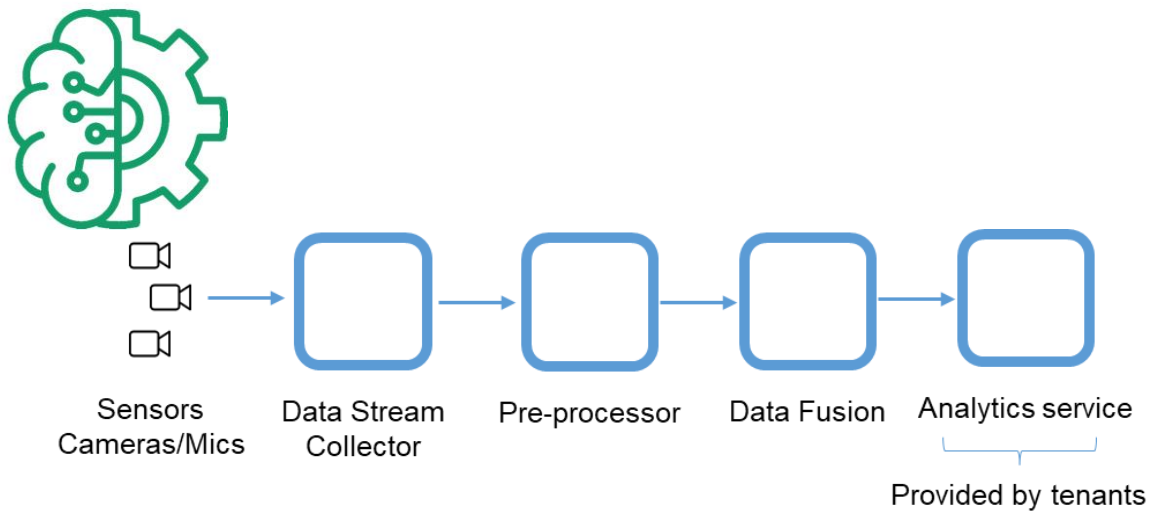 Sensors
Cameras/Mics
Data Stream
Collector
Pre-processor
Data Fusion
Analytics service
Provided by tenants